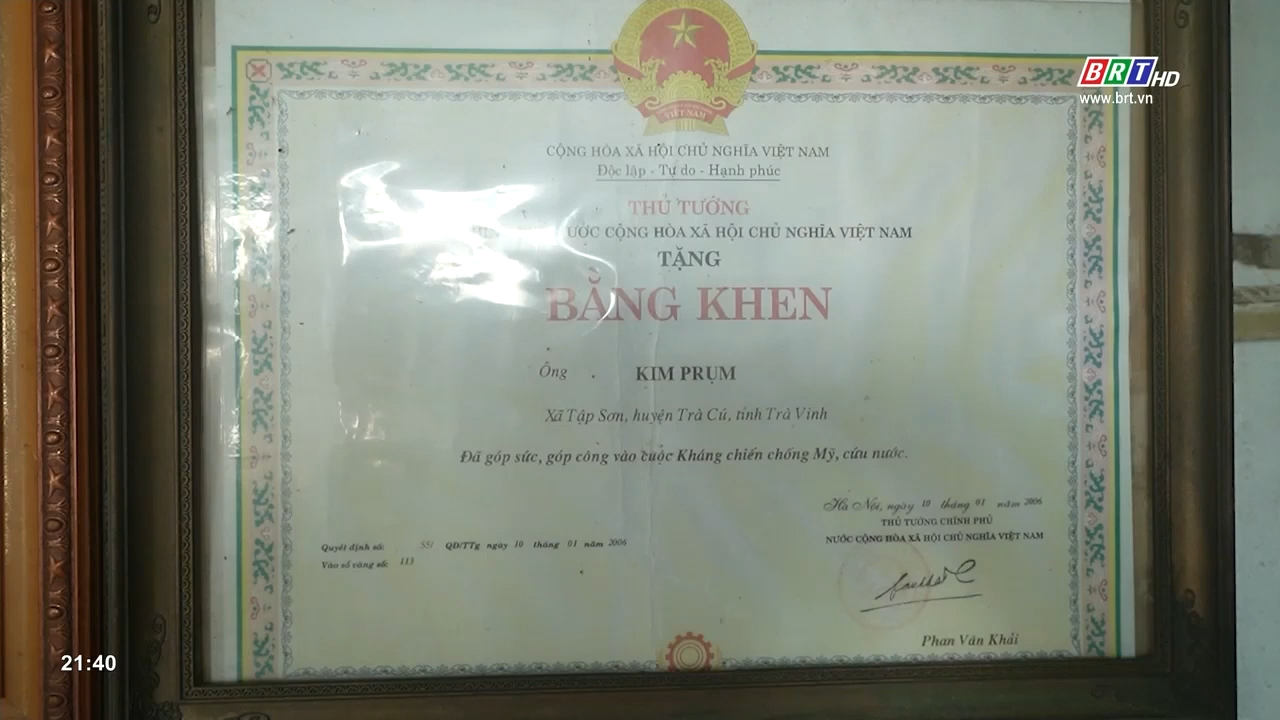 BRT HD
www.brt.vn
VIỆT NAM
CỘNG HÒA XÃ HỘI CHỦ NGHĨA VIỆT NAM
Độc lập - Tự do - Hạnh phúc
THỦ TƯỚNG
ƯỚC CỘNG HÒA XÃ HỘI CHỦ NGHĨA VIỆT NAM
TẶNG
BẰNG KHEN
Ông KIM PRỤM
Xã Tập Sơn, huyện Trà Cú, tỉnh Trà Vinh
Đã góp sức, góp công vào cuộc Kháng chiến chống Mỹ, cứu nước.
Hà Nội, ngày 10 tháng 01 năm 2006
THỦ TƯỚNG CHÍNH PHỦ
NƯỚC CỘNG HÒA XÃ HỘI CHỦ NGHĨA VIỆT NAM
Quyết định số: QĐ/TTg ngày 10 tháng 01 năm 2006
Vào sổ vàng số: 113
Phan Văn Khải
21:40